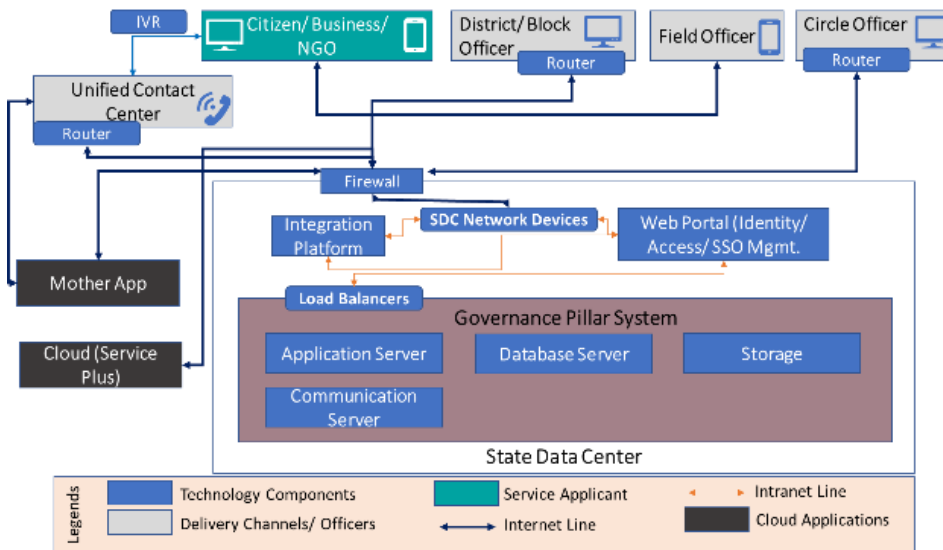 IVR
Citizen/ Business/
NGO
District/ Block
Officer
Router
Field Officer
Circle Officer
Router
Unified Contact
Center
Router
Firewall
Integration
Platform
SDC Network Devices
Web Portal (Identity/
Access/ SSO Mgmt.
Mother App
Load Balancers
Governance Pillar System
Cloud (Service
Plus)
Application Server
Database Server
Storage
Communication
Server
State Data Center
Legends
Technology Components
Service Applicant
Intranet Line
Delivery Channels/ Officers
Internet Line
Cloud Applications